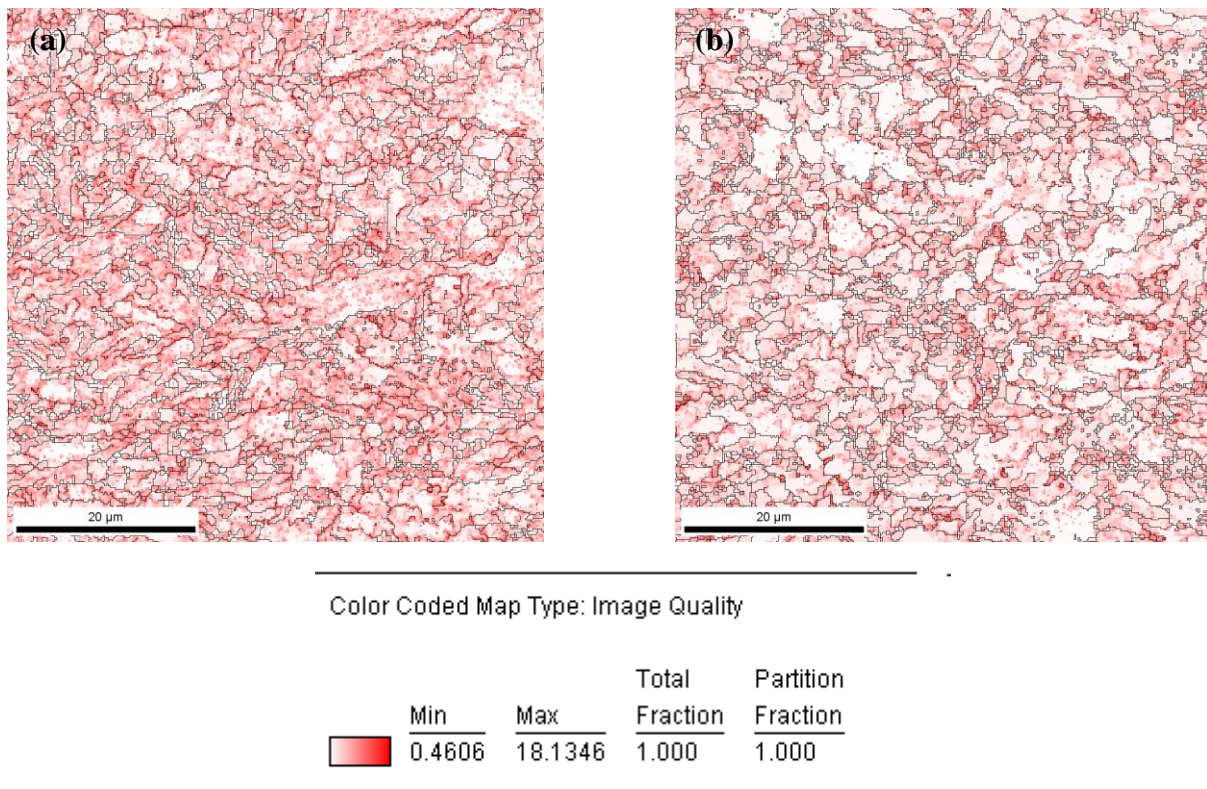 (a)
(b)
20 µm
20 µm
Color Coded Map Type: Image Quality
Total Partition
Min Max Fraction Fraction
0.4606 18.1346 1.000 1.000